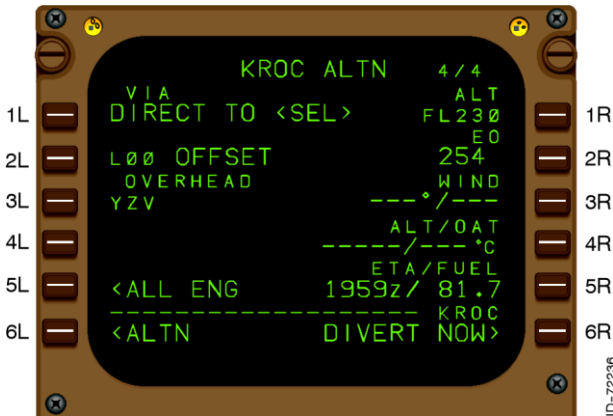 KROC ALTN 4/4
VIA ALT
1L DIRECT TO <SEL> FL230 1R
EO
2L L00 OFFSET 254 2R
OVERHEAD WIND
3L YZV ---°/--- 3R
ALT/OAT
4L -----/---°C 4R
ETA/FUEL
5L <ALL ENG 1959z/ 81.7 5R
-------------------- KROC
6L <ALTN DIVERT NOW> 6R
ID-72236